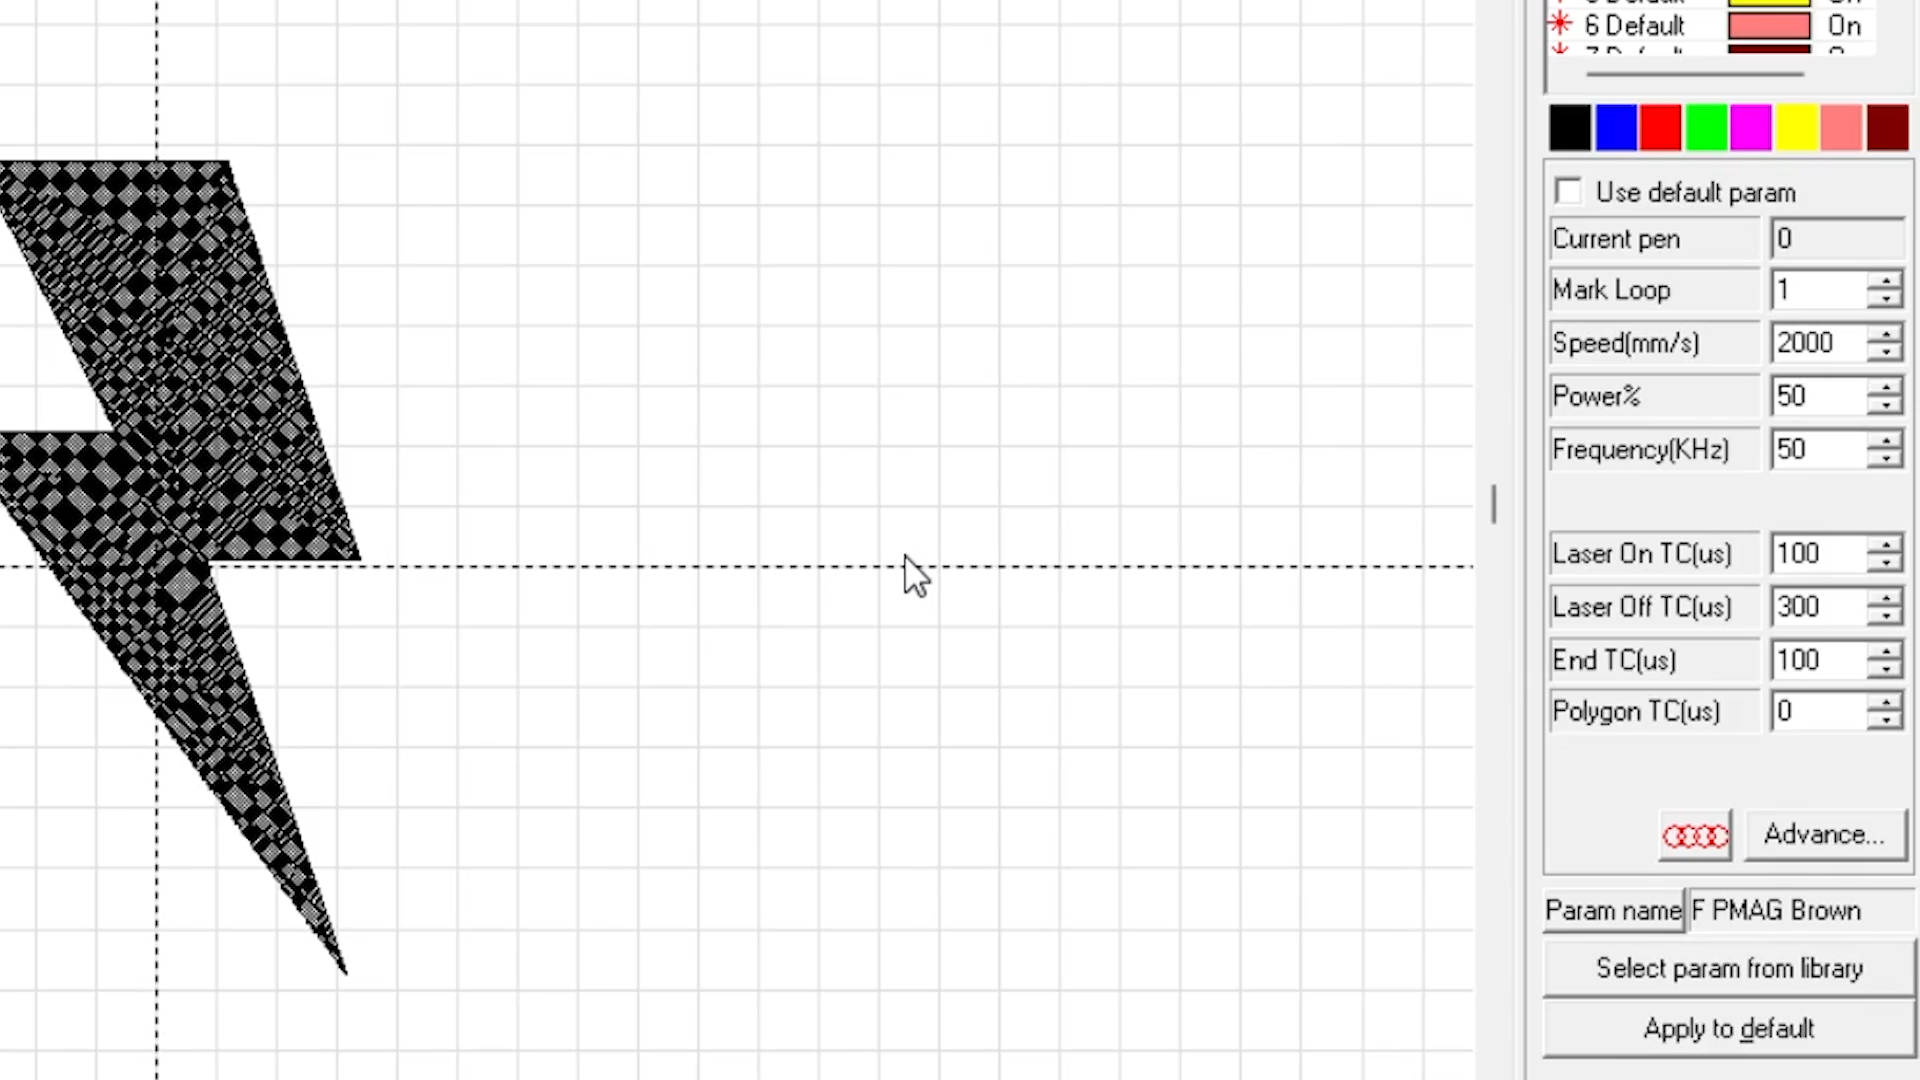 6 Default On
Use default param
Current pen 0
Mark Loop 1
Speed(mm/s) 2000
Power% 50
Frequency(KHz) 50
Laser On TC(us) 100
Laser Off TC(us) 300
End TC(us) 100
Polygon TC(us) 0
Advance...
Param name F PMAG Brown
Select param from library
Apply to default